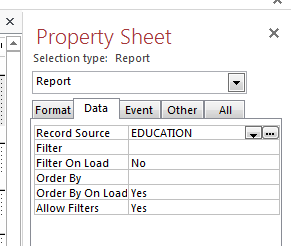 Property Sheet
Selection type: Report
Report
Format Data Event Other All
Record Source EDUCATION
Filter
Filter On Load No
Order By
Order By On Load Yes
Allow Filters Yes